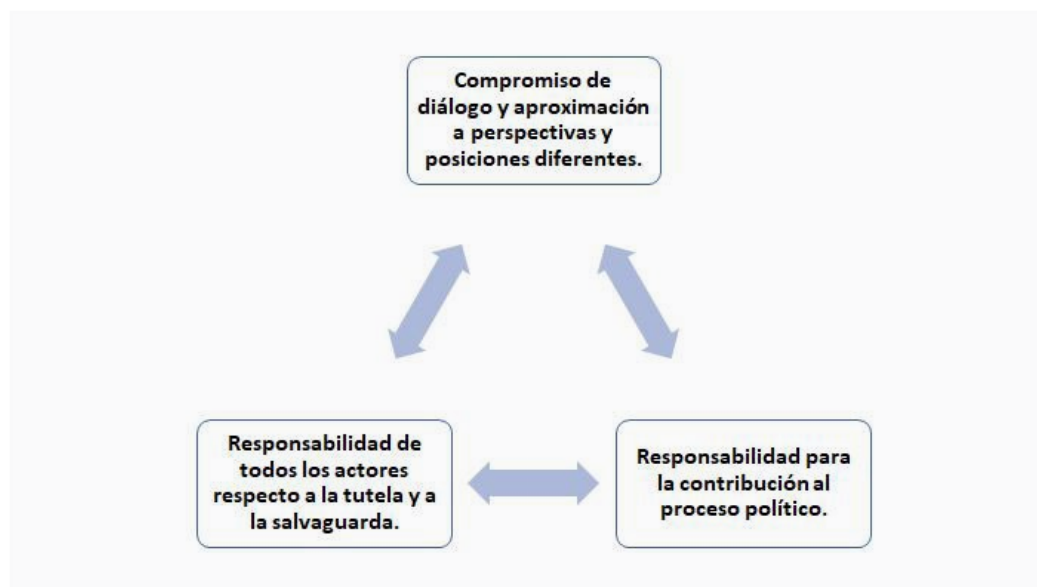 Compromiso de
diálogo y aproximación
a perspectivas y
posiciones diferentes.
Responsabilidad de
todos los actores
respecto a la tutela y a
la salvaguarda.
Responsabilidad para
la contribución al
proceso político.